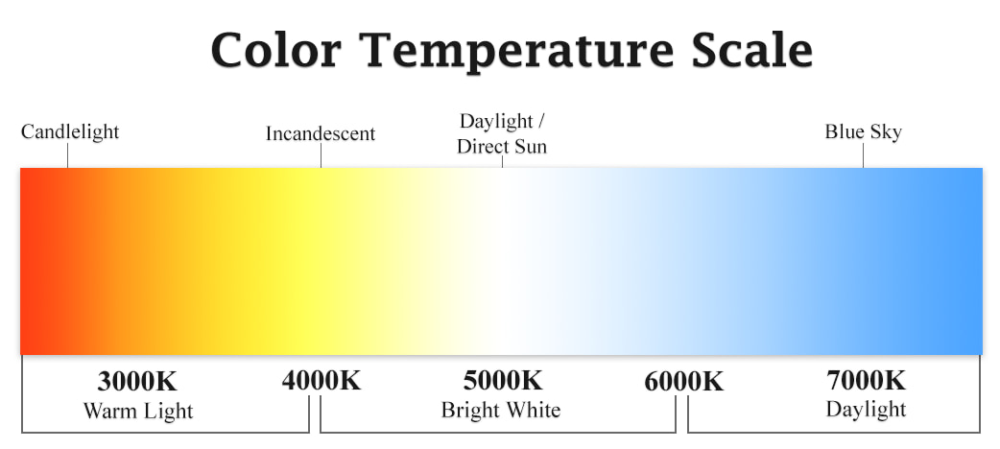 Color Temperature Scale
Candlelight
Incandescent
Daylight /
Direct Sun
Blue Sky
3000K
4000K
5000K
6000K
7000K
Warm Light
Bright White
Daylight